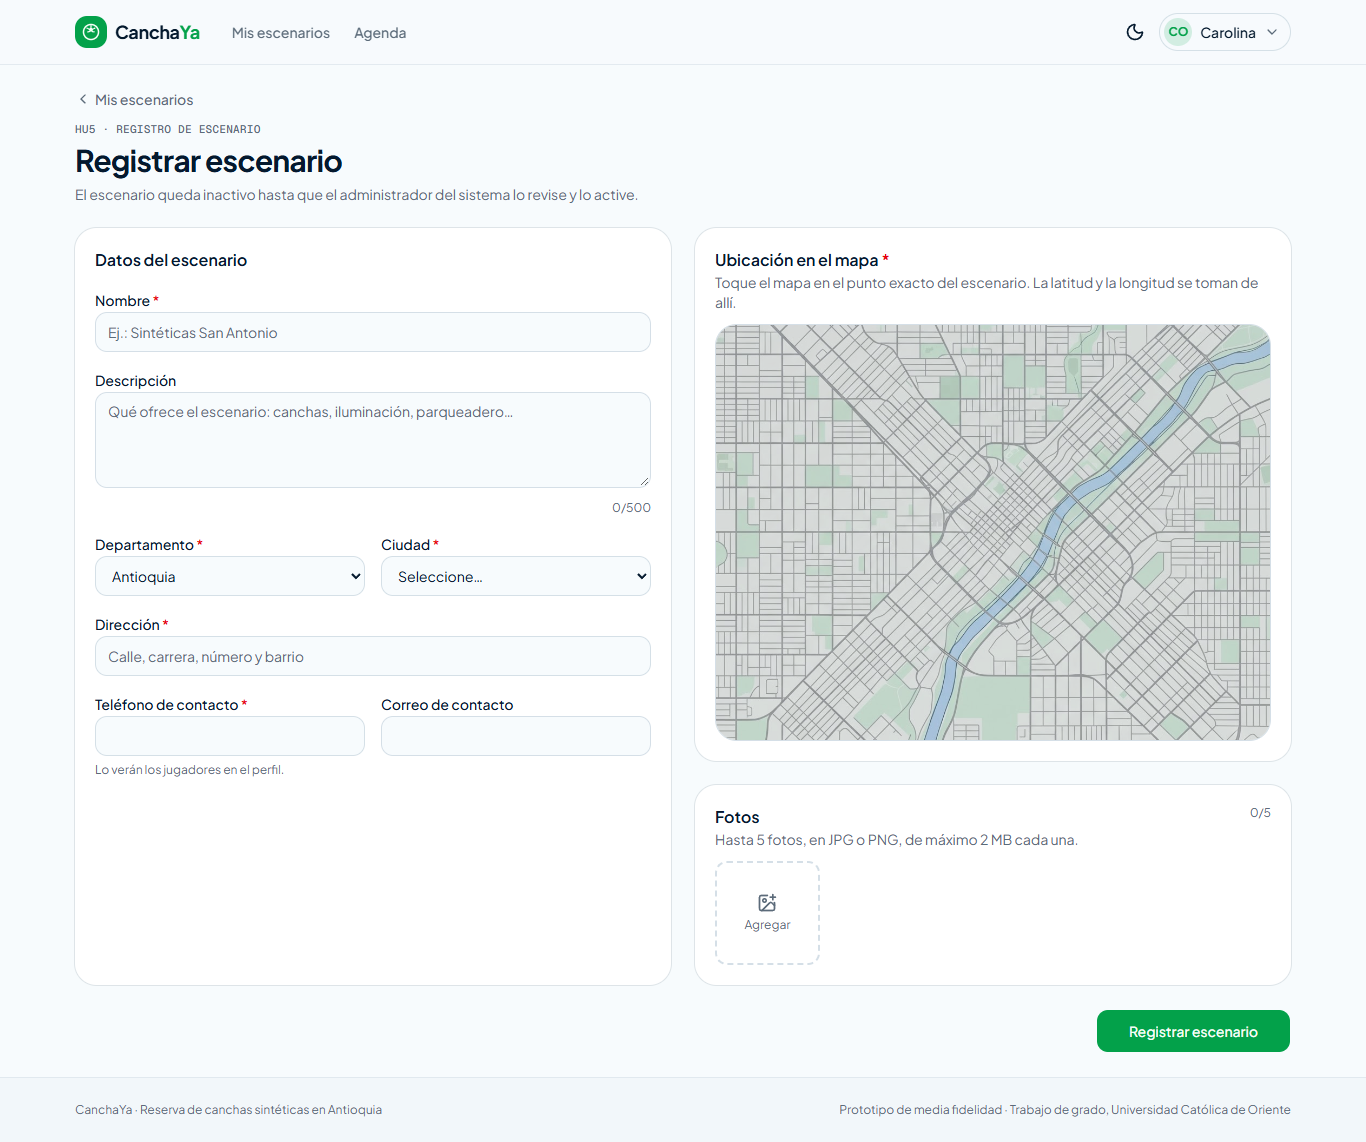 CanchaYa
Mis escenarios
Agenda
CO
Carolina
Mis escenarios
HU5 · REGISTRO DE ESCENARIO
Registrar escenario
El escenario queda inactivo hasta que el administrador del sistema lo revise y lo active.
Datos del escenario
Nombre *
Ej.: Sintéticas San Antonio
Descripción
Qué ofrece el escenario: canchas, iluminación, parqueadero...
0/500
Departamento *
Ciudad *
Antioquia
Seleccione...
Dirección *
Calle, carrera, número y barrio
Teléfono de contacto *
Correo de contacto
Lo verán los jugadores en el perfil.
Ubicación en el mapa *
Toque el mapa en el punto exacto del escenario. La latitud y la longitud se toman de
allí.
Fotos
0/5
Hasta 5 fotos, en JPG o PNG, de máximo 2 MB cada una.
Agregar
Registrar escenario
CanchaYa · Reserva de canchas sintéticas en Antioquia
Prototipo de media fidelidad · Trabajo de grado, Universidad Católica de Oriente